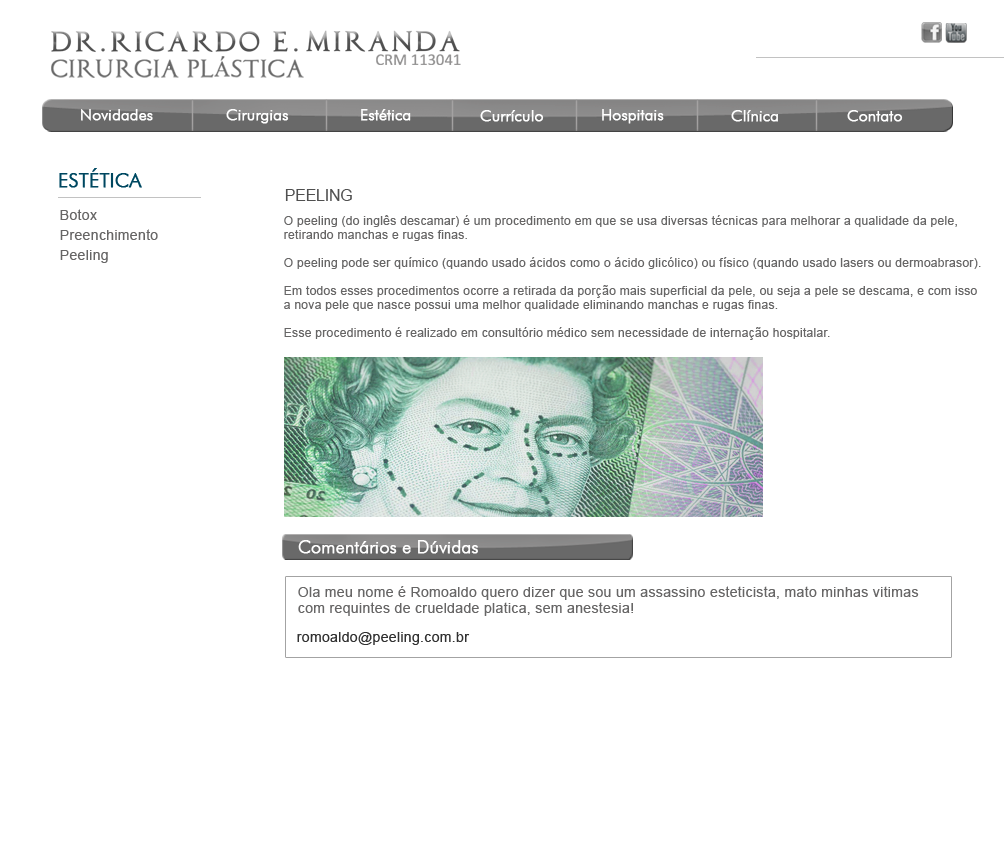 DR. RICARDO E. MIRANDA
CIRURGIA PLÁSTICA CRM 113041
f You Tube
Novidades Cirurgias Estética Currículo Hospitais Clínica Contato
ESTÉTICA
Botox
Preenchimento
Peeling
PEELING
O peeling (do inglês descamar) é um procedimento em que se usa diversas técnicas para melhorar a qualidade da pele,
retirando manchas e rugas finas.
O peeling pode ser químico (quando usado ácidos como o ácido glicólico) ou físico (quando usado lasers ou dermoabrasor).
Em todos esses procedimentos ocorre a retirada da porção mais superficial da pele, ou seja a pele se descama, e com isso
a nova pele que nasce possui uma melhor qualidade eliminando manchas e rugas finas.
Esse procedimento é realizado em consultório médico sem necessidade de internação hospitalar.
20
Comentários e Dúvidas
Ola meu nome é Romoaldo quero dizer que sou um assassino esteticista, mato minhas vitimas
com requintes de crueldade platica, sem anestesia!
romoaldo@peeling.com.br